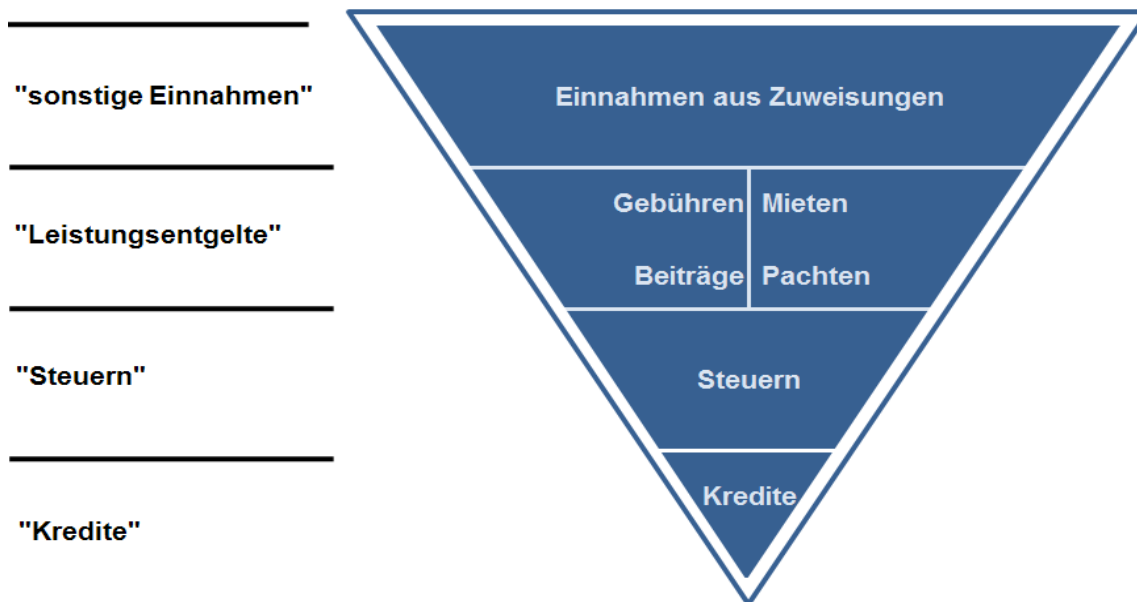 "sonstige Einnahmen"
Einnahmen aus Zuweisungen
"Leistungsentgelte"
Gebühren Mieten
Beiträge Pachten
"Steuern"
Steuern
"Kredite"
Kredite